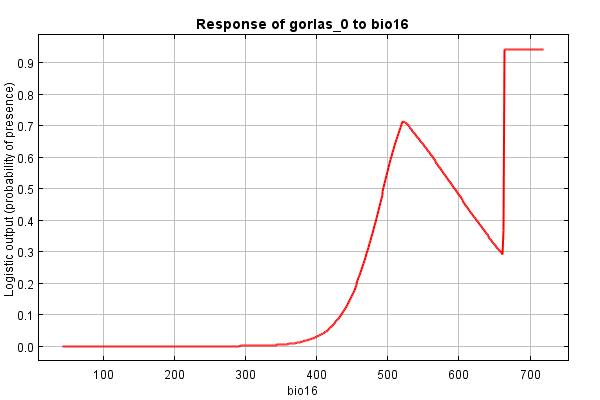 Response of gorlas_0 to bio16
Logistic output (probability of presence)
0.9
0.8
0.7
0.6
0.5
0.4
0.3
0.2
0.1
0.0
100 200 300 400 500 600 700
bio16